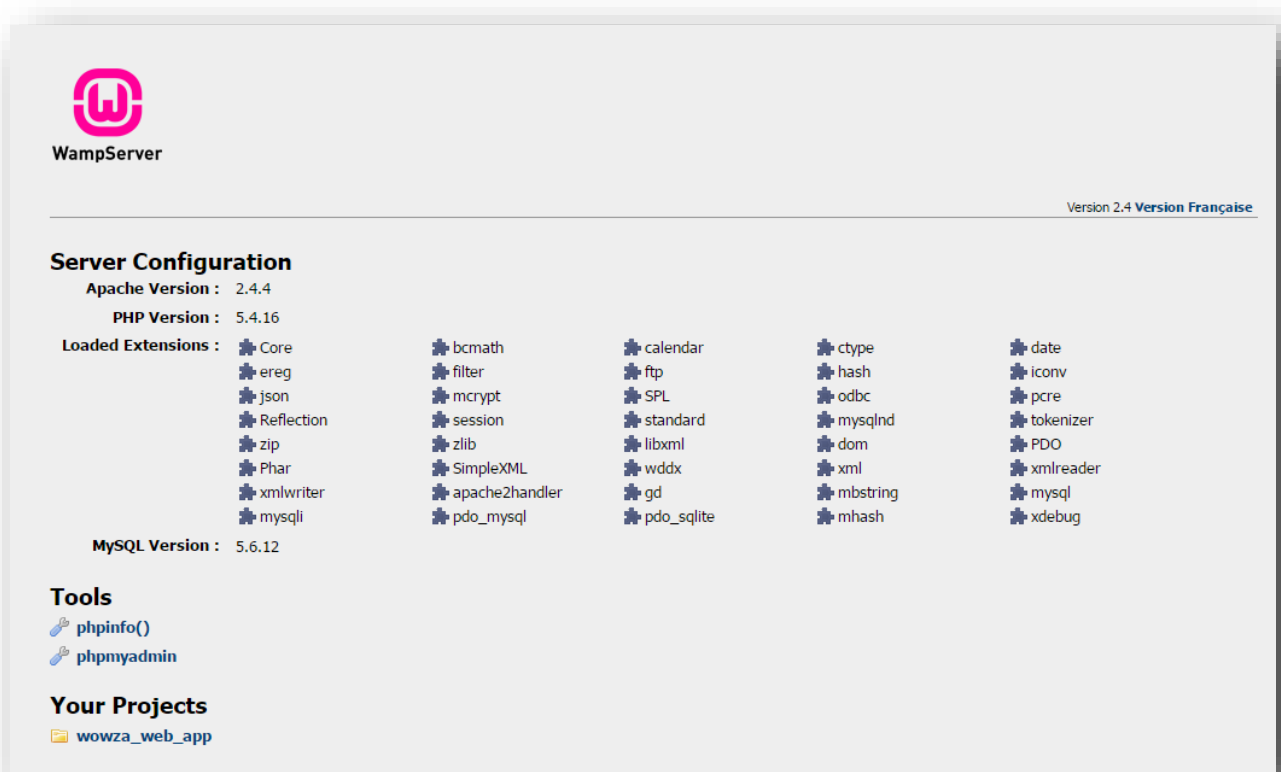 WampServer
Version 2.4 Version Française
Server Configuration
Apache Version : 2.4.4
PHP Version : 5.4.16
Loaded Extensions : Core bcmath calendar ctype date
ereg filter ftp hash iconv
json mcrypt SPL odbc pcre
Reflection session standard mysqlnd tokenizer
zip zlib libxml dom PDO
Phar SimpleXML wddx xml xmlreader
xmlwriter apache2handler gd mbstring mysql
mysqli pdo_mysql pdo_sqlite mhash xdebug
MySQL Version : 5.6.12
Tools
phpinfo()
phpmyadmin
Your Projects
wowza_web_app